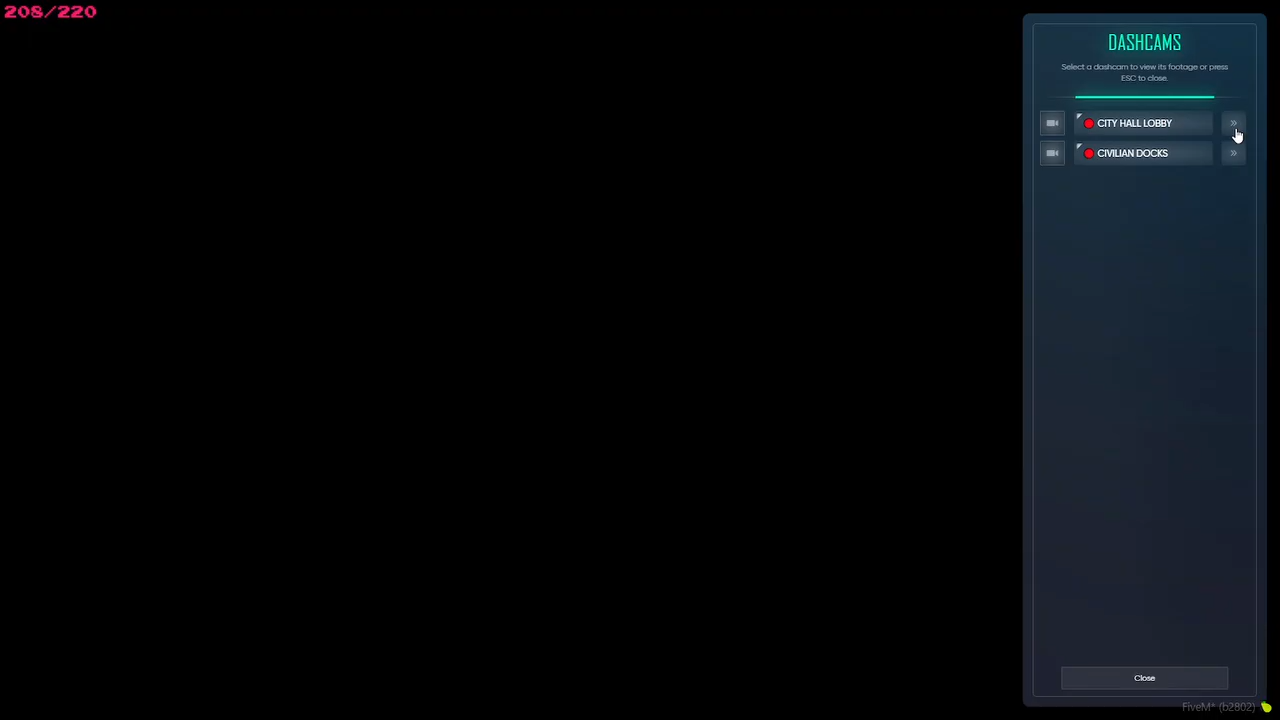 208/220
DASHCAMS
Select a dashcam to view its footage or press
ESC to close.
CITY HALL LOBBY
CIVILIAN DOCKS
Close
FiveM* (b2802)